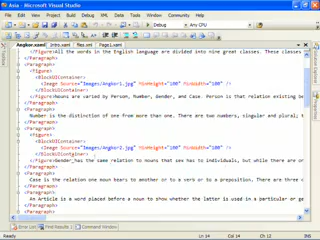 Asia - Microsoft Visual Studio
File Edit View Project Build Debug XML Data Tools Window Community Help
Debug Any CPU
Angkor.xaml Intro.xaml files.xml Page1.xaml
</Figure>All the words in the English language are divided into nine great classes. These classes
</Paragraph>
<Paragraph>
<Figure>
<BlockUIContainer>
<Image Source="Images/Angkor1.jpg" MinHeight="100" MinWidth="100" />
</BlockUIContainer>
</Figure>Nouns are varied by Person, Number, Gender, and Case. Person is that relation existing be
</Paragraph>
<Paragraph>
Number is the distinction of one from more than one. There are two numbers, singular and plural; t
</Paragraph>
<Paragraph>
<Figure>
<BlockUIContainer>
<Image Source="Images/Angkor2.jpg" MinHeight="100" MinWidth="100" />
</BlockUIContainer>
</Figure>Gender has the same relation to nouns that sex has to individuals, but while there are on
</Paragraph>
<Paragraph>
Case is the relation one noun bears to another or to a verb or to a preposition. There are three c
</Paragraph>
<Paragraph>
An Article is a word placed before a noun to show whether the latter is used in a particular or ge
</Paragraph>
<Paragraph>
Error List Find Results 1 Command Window
Ready Ln 14 Col 14 Ch 12 INS